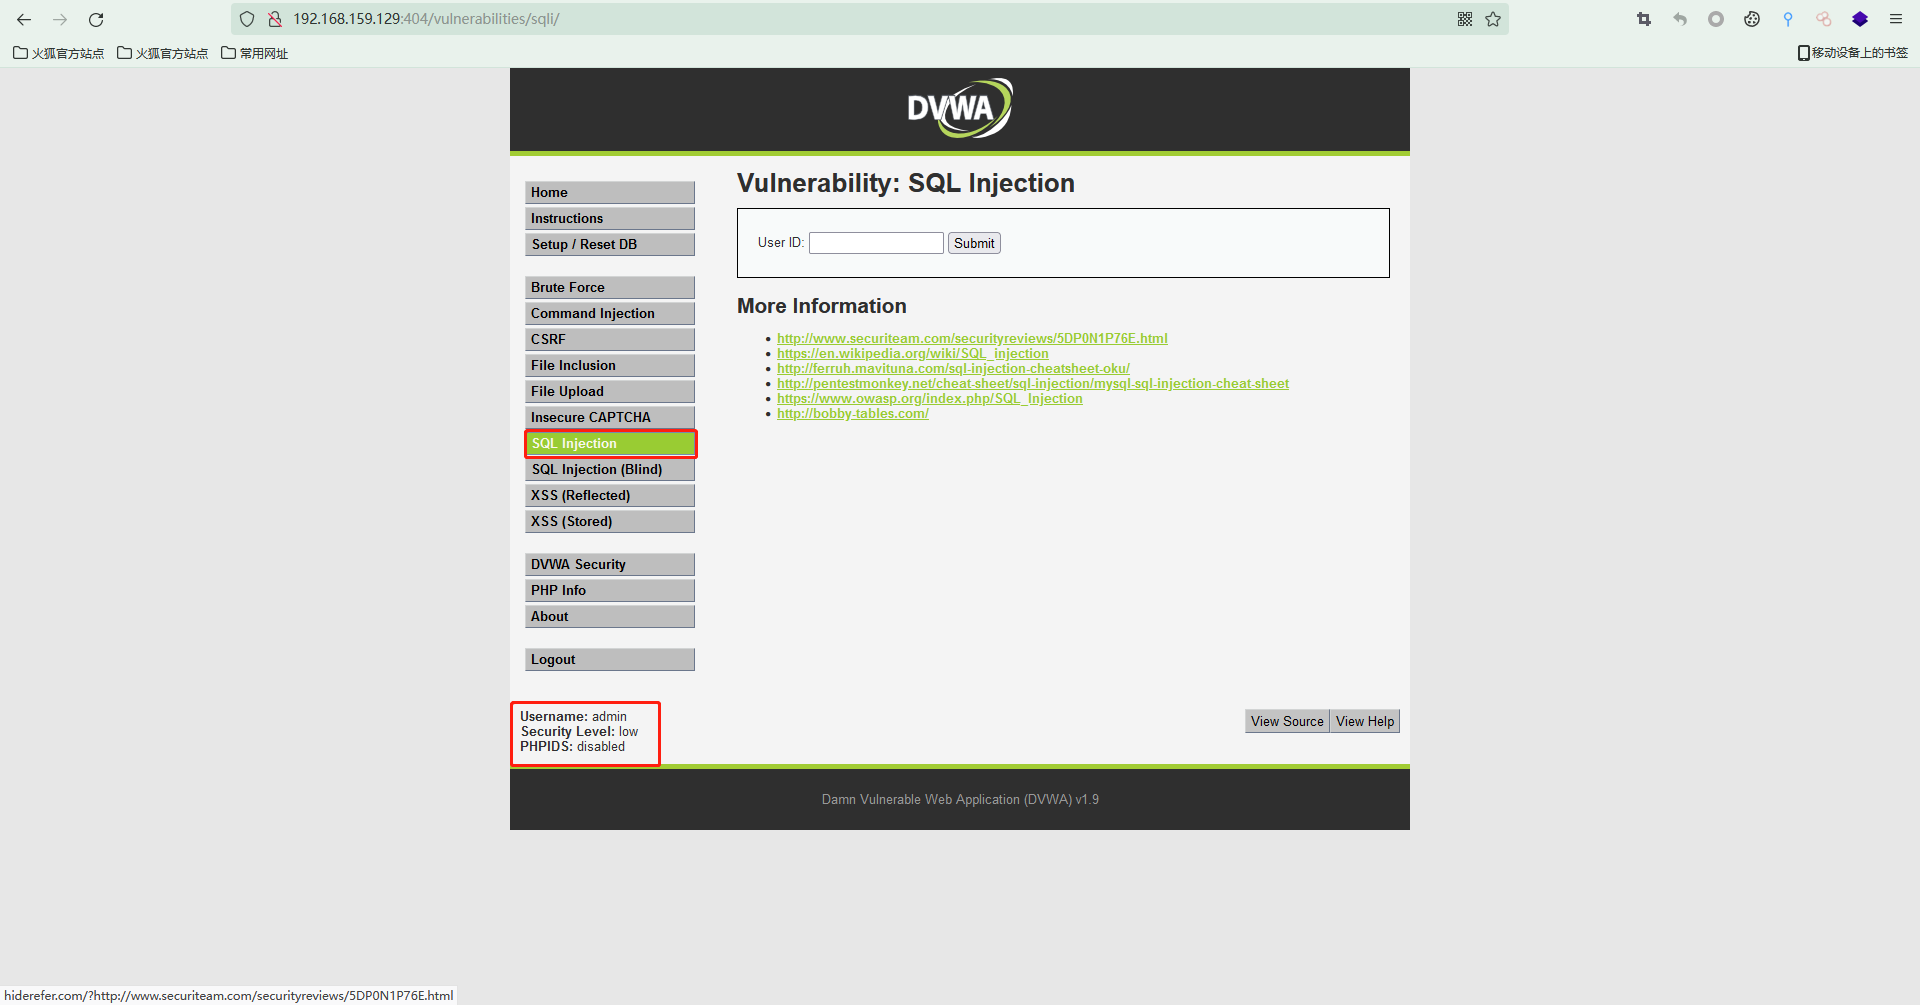 192.168.159.129:404/vulnerabilities/sqli/
火狐官方站点 火狐官方站点 常用网址 移动设备上的书签
DVWA
Home
Instructions
Setup / Reset DB
Brute Force
Command Injection
CSRF
File Inclusion
File Upload
Insecure CAPTCHA
SQL Injection
SQL Injection (Blind)
XSS (Reflected)
XSS (Stored)
DVWA Security
PHP Info
About
Logout
Vulnerability: SQL Injection
User ID: Submit
More Information
http://www.securiteam.com/securityreviews/5DP0N1P76E.html
https://en.wikipedia.org/wiki/SQL_injection
http://ferruh.mavituna.com/sql-injection-cheatsheet-oku/
http://pentestmonkey.net/cheat-sheet/sql-injection/mysql-sql-injection-cheat-sheet
https://www.owasp.org/index.php/SQL_Injection
http://bobby-tables.com/
Username: admin
Security Level: low
PHPIDS: disabled
View Source View Help
Damn Vulnerable Web Application (DVWA) v1.9
hiderefer.com/?http://www.securiteam.com/securityreviews/5DP0N1P76E.html